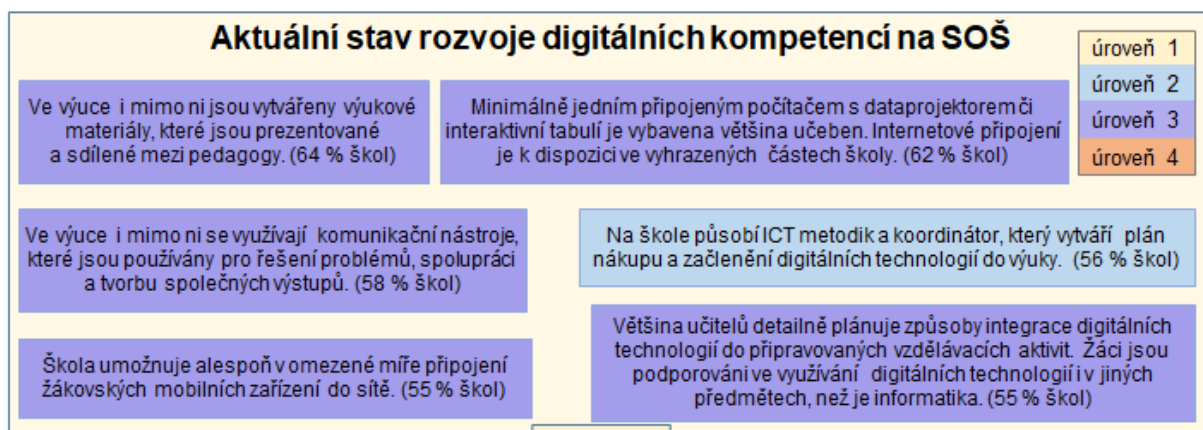 Aktuální stav rozvoje digitálních kompetencí na SOŠ
úroveň 1
úroveň 2
úroveň 3
úroveň 4
Ve výuce i mimo ni jsou vytvářeny výukové
materiály, které jsou prezentované
a sdílené mezi pedagogy. (64 % škol)
Minimálně jedním připojeným počítačem s dataprojektorem či
interaktivní tabulí je vybavena většina učeben. Internetové připojení
je k dispozici ve vyhrazených částech školy. (62 % škol)
Ve výuce i mimo ni se využívají komunikační nástroje,
které jsou používány pro řešení problémů, spolupráci
a tvorbu společných výstupů. (58 % škol)
Na škole působí ICT metodik a koordinátor, který vytváří plán
nákupu a začlenění digitálních technologií do výuky. (56 % škol)
Škola umožnuje alespoň v omezené míře připojení
žákovských mobilních zařízení do sítě. (55 % škol)
Většina učitelů detailně plánuje způsoby integrace digitálních
technologií do připravovaných vzdělávacích aktivit. Žáci jsou
podporováni ve využívání digitálních technologií i v jiných
předmětech, než je informatika. (55 % škol)